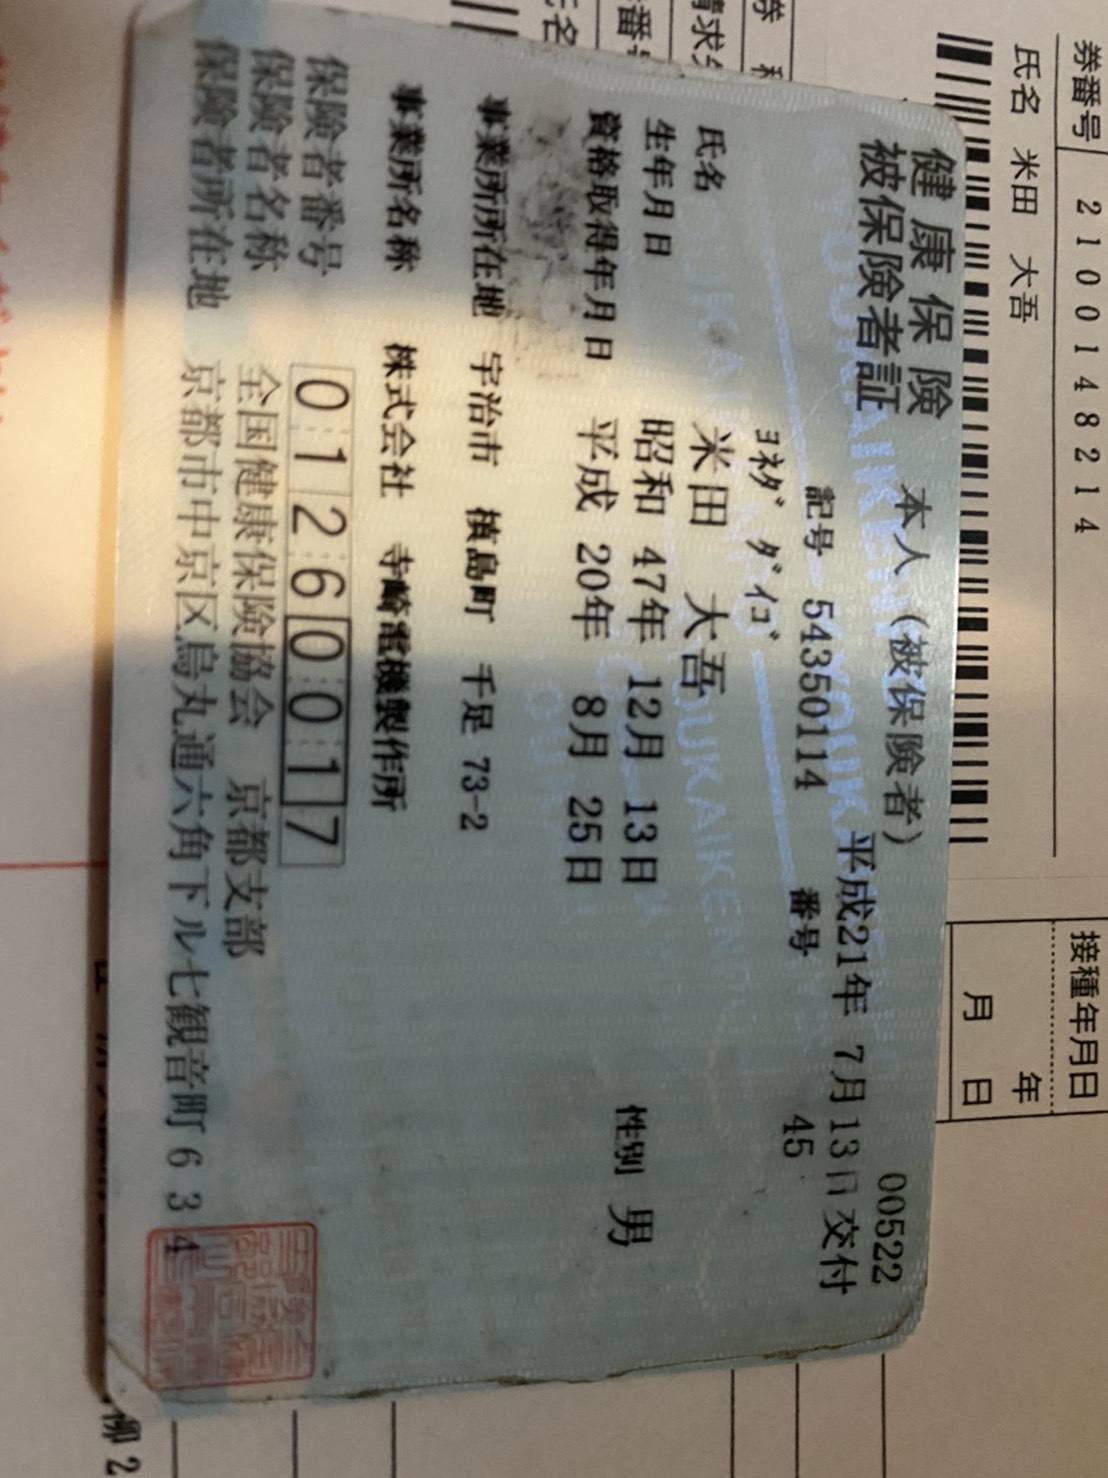 券番号 2100148214
氏名 米田 大吾
接種年月日
年
月 日
健康保険
被保険者証
本人（被保険者）
00522
平成21年 7月13日交付
記号 54350114 番号 45
ﾖﾈﾀﾞ ﾀﾞｲｺﾞ
氏名 米田 大吾
生年月日 昭和 47年 12月 13日 性別 男
資格取得年月日 平成 20年 8月 25日
事業所所在地 宇治市 槙島町 千足 73-2
事業所名称 株式会社 寺崎電機製作所
保険者番号 01260017
保険者名称 全国健康保険協会 京都支部
保険者所在地 京都市中京区烏丸通六角下ル七観音町634